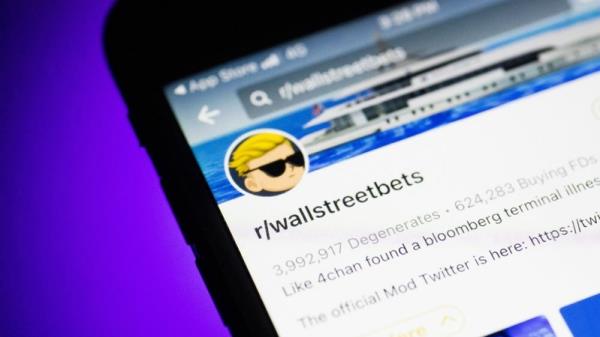 App Store 4G
r/wallstreetbets
r/wallstreetbets
3,992,917 Degenerates • 624,283 Buying FDs
Like 4chan found a bloomberg terminal illnes
The official Mod Twitter is here: https://twi